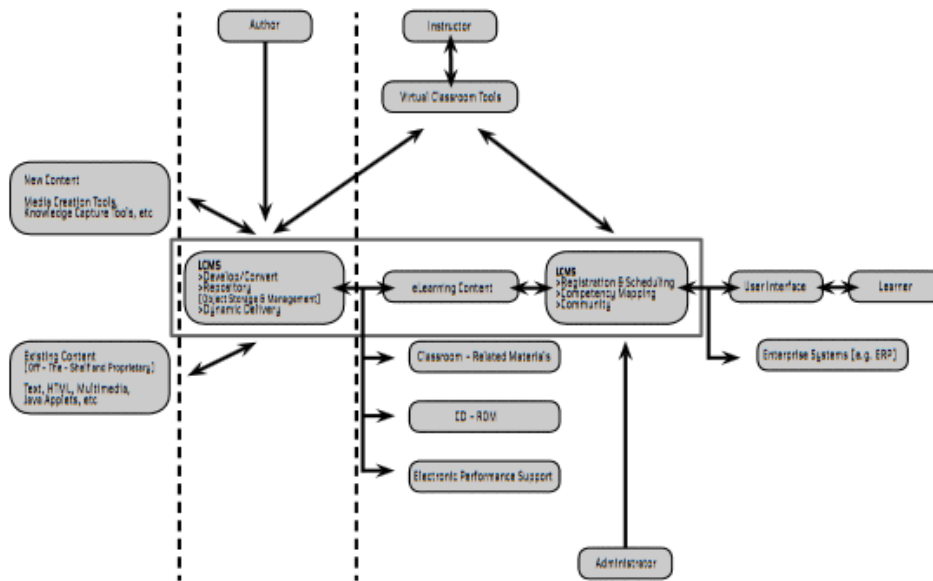 Author
Instructor
Virtual Classroom Tools
New Content
Media Creation Tools,
Knowledge Capture Tools, etc
LCMS
>Develop/Convert
>Repository
[Object Storage & Management]
>Dynamic Delivery
eLearning Content
LCMS
>Registration & Scheduling
>Competency Mapping
>Community
User Interface
Learner
Existing Content
[Off - The - Shelf and Proprietary]
Text, HTML, Multimedia,
Java Applets, etc
Classroom - Related Materials
Enterprise Systems [e.g. ERP]
CD - ROM
Electronic Performance Support
Administrator